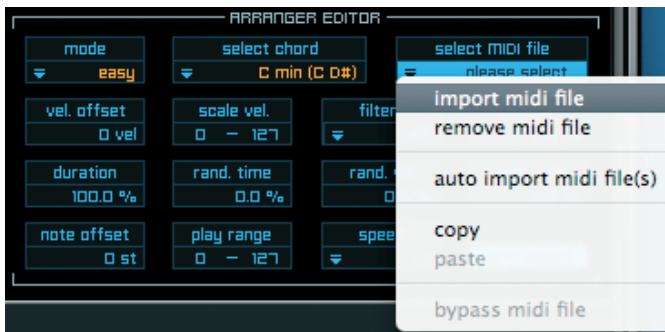 ARRANGER EDITOR
mode
easy
select chord
C min (C D#)
select MIDI file
please select
vel. offset
0 vel
scale vel.
0 – 127
filter
duration
100.0 %
rand. time
0.0 %
rand.
0
note offset
0 st
play range
0 – 127
spee
import midi file
remove midi file
auto import midi file(s)
copy
paste
bypass midi file